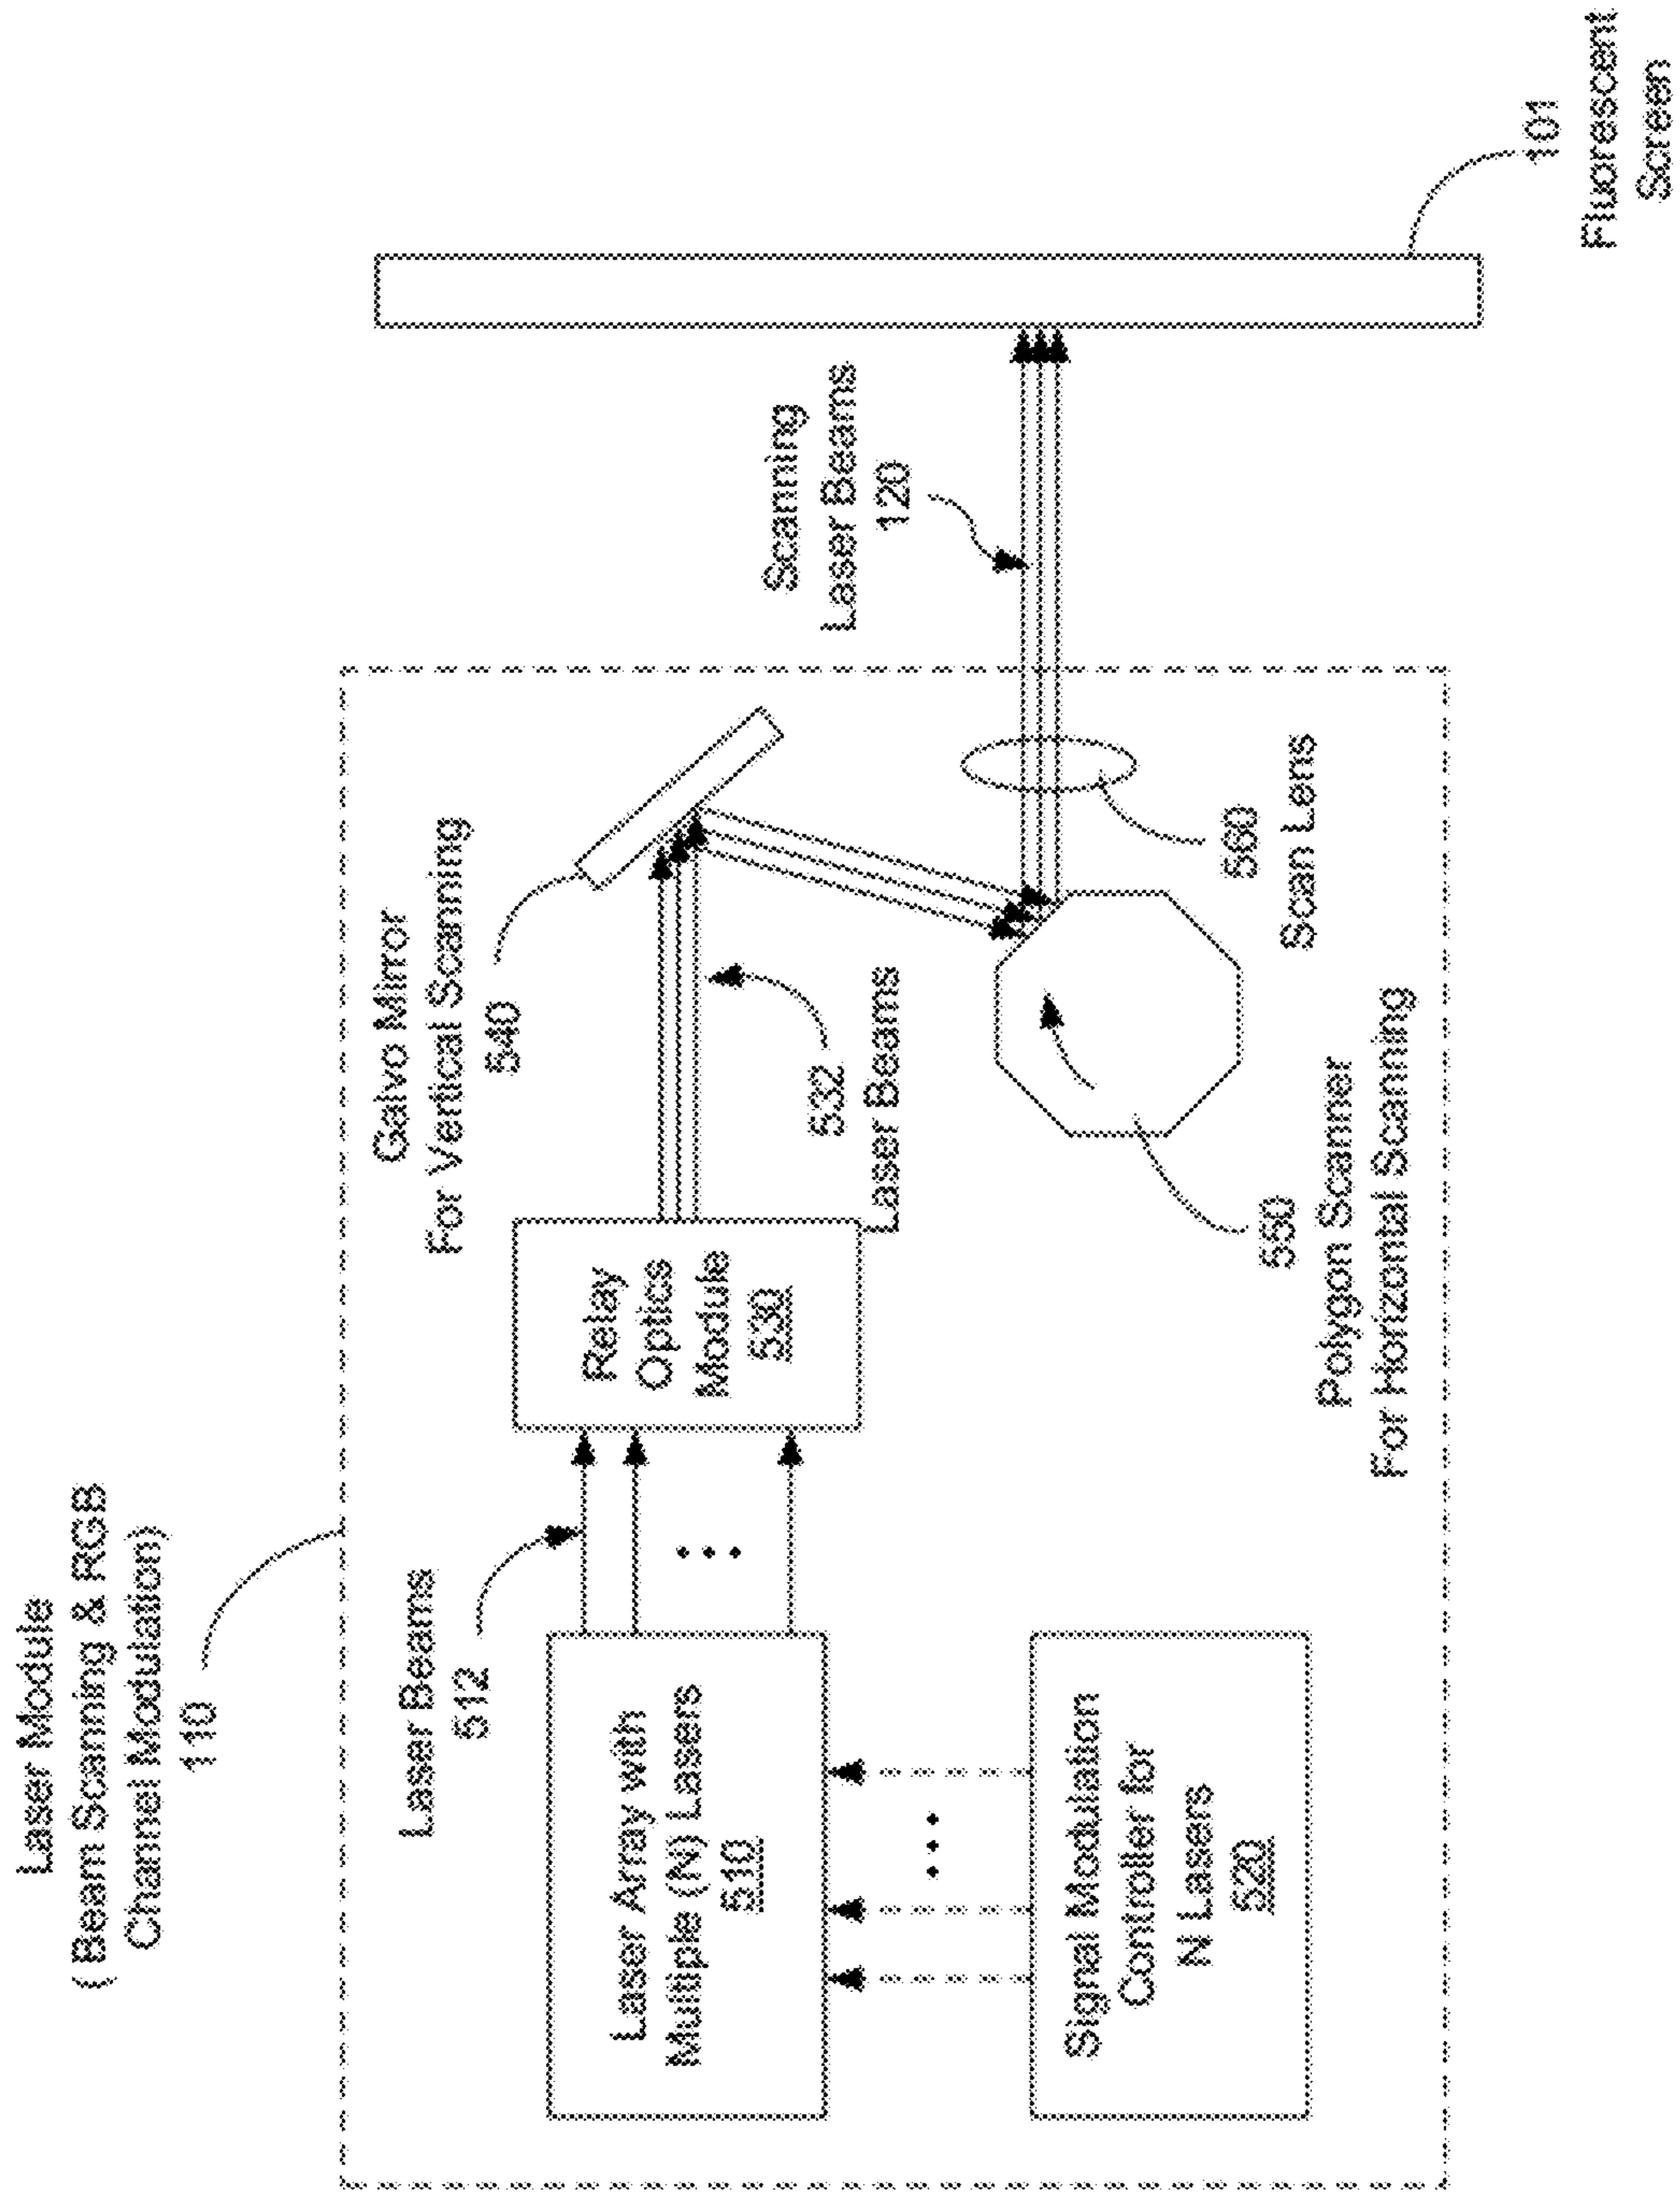 Laser Module
( Beam Scanning & RGB
Channel Modulation)
110
Laser Beams
512
Laser Array with
Multiple (N) Lasers
510
Signal Modulation
Controller for
N Lasers
520
Relay
Optics
Module
530
Galvo Mirror
For Vertical Scanning
540
532
Laser Beams
550
Polygon Scanner
For Horizontal Scanning
560
Scan Lens
Scanning
Laser Beams
120
101
Fluorescent
Screen